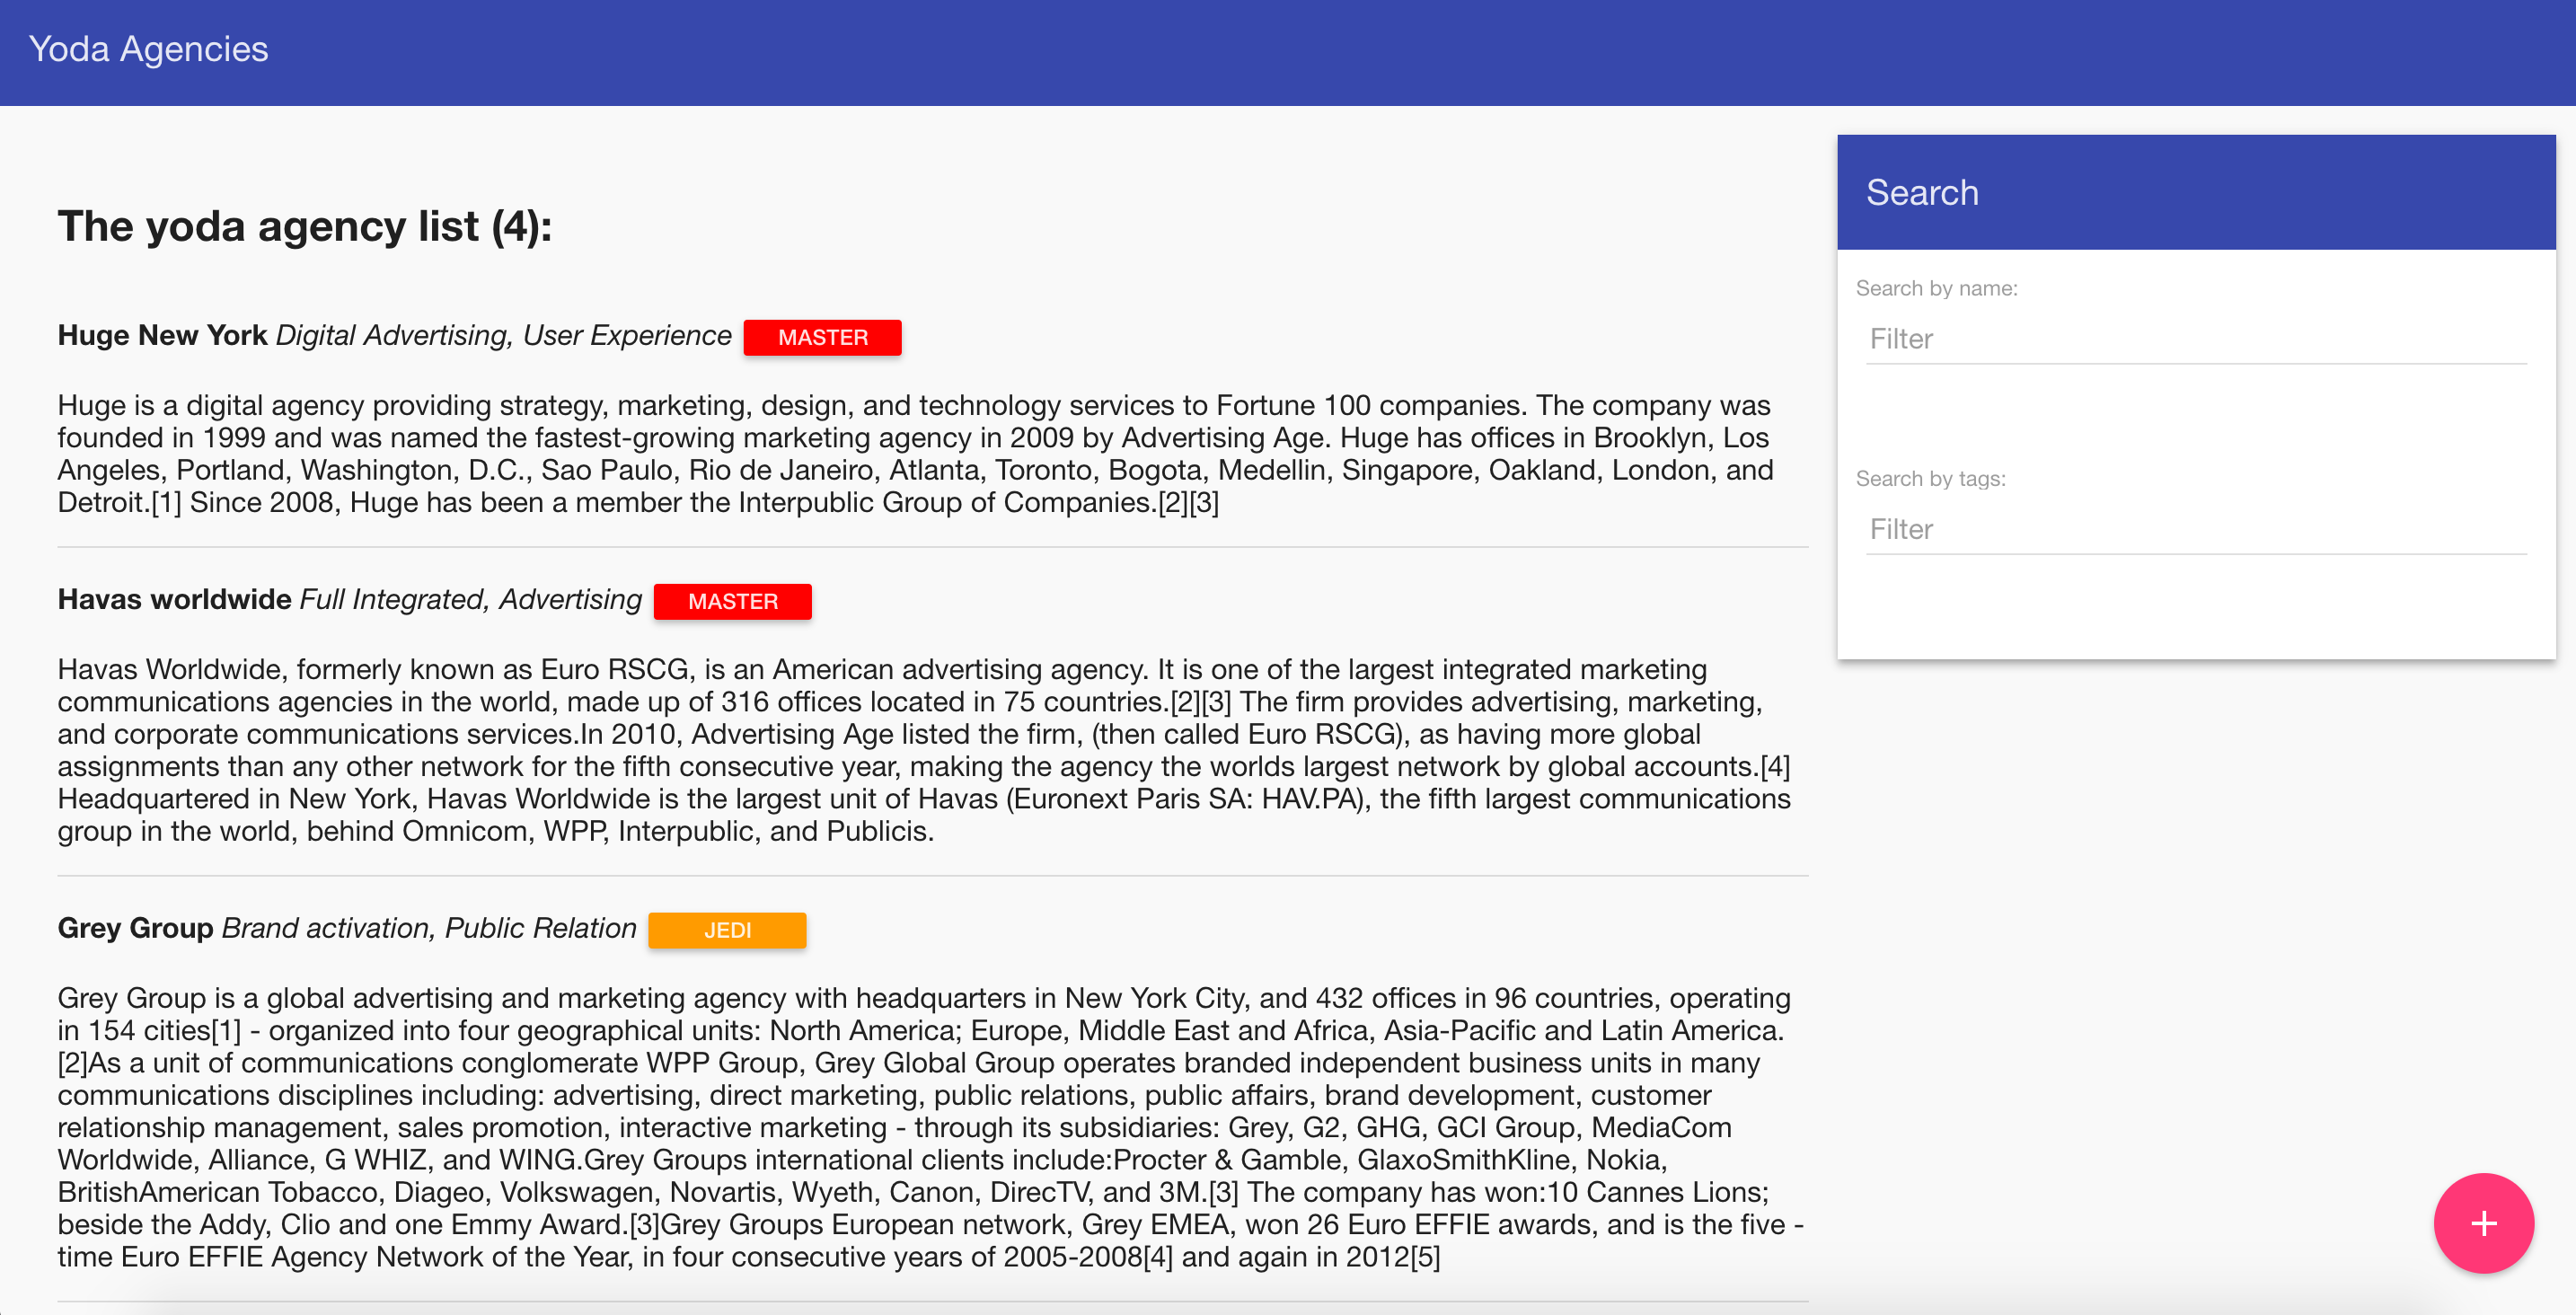 Yoda Agencies
The yoda agency list (4):
Huge New York Digital Advertising, User Experience MASTER
Huge is a digital agency providing strategy, marketing, design, and technology services to Fortune 100 companies. The company was
founded in 1999 and was named the fastest-growing marketing agency in 2009 by Advertising Age. Huge has offices in Brooklyn, Los
Angeles, Portland, Washington, D.C., Sao Paulo, Rio de Janeiro, Atlanta, Toronto, Bogota, Medellin, Singapore, Oakland, London, and
Detroit.[1] Since 2008, Huge has been a member the Interpublic Group of Companies.[2][3]
Havas worldwide Full Integrated, Advertising MASTER
Havas Worldwide, formerly known as Euro RSCG, is an American advertising agency. It is one of the largest integrated marketing
communications agencies in the world, made up of 316 offices located in 75 countries.[2][3] The firm provides advertising, marketing,
and corporate communications services.In 2010, Advertising Age listed the firm, (then called Euro RSCG), as having more global
assignments than any other network for the fifth consecutive year, making the agency the worlds largest network by global accounts.[4]
Headquartered in New York, Havas Worldwide is the largest unit of Havas (Euronext Paris SA: HAV.PA), the fifth largest communications
group in the world, behind Omnicom, WPP, Interpublic, and Publicis.
Grey Group Brand activation, Public Relation JEDI
Grey Group is a global advertising and marketing agency with headquarters in New York City, and 432 offices in 96 countries, operating
in 154 cities[1] - organized into four geographical units: North America; Europe, Middle East and Africa, Asia-Pacific and Latin America.
[2]As a unit of communications conglomerate WPP Group, Grey Global Group operates branded independent business units in many
communications disciplines including: advertising, direct marketing, public relations, public affairs, brand development, customer
relationship management, sales promotion, interactive marketing - through its subsidiaries: Grey, G2, GHG, GCI Group, MediaCom
Worldwide, Alliance, G WHIZ, and WING.Grey Groups international clients include:Procter & Gamble, GlaxoSmithKline, Nokia,
BritishAmerican Tobacco, Diageo, Volkswagen, Novartis, Wyeth, Canon, DirecTV, and 3M.[3] The company has won:10 Cannes Lions;
beside the Addy, Clio and one Emmy Award.[3]Grey Groups European network, Grey EMEA, won 26 Euro EFFIE awards, and is the five -
time Euro EFFIE Agency Network of the Year, in four consecutive years of 2005-2008[4] and again in 2012[5]
Search
Search by name:
Filter
Search by tags:
Filter
+